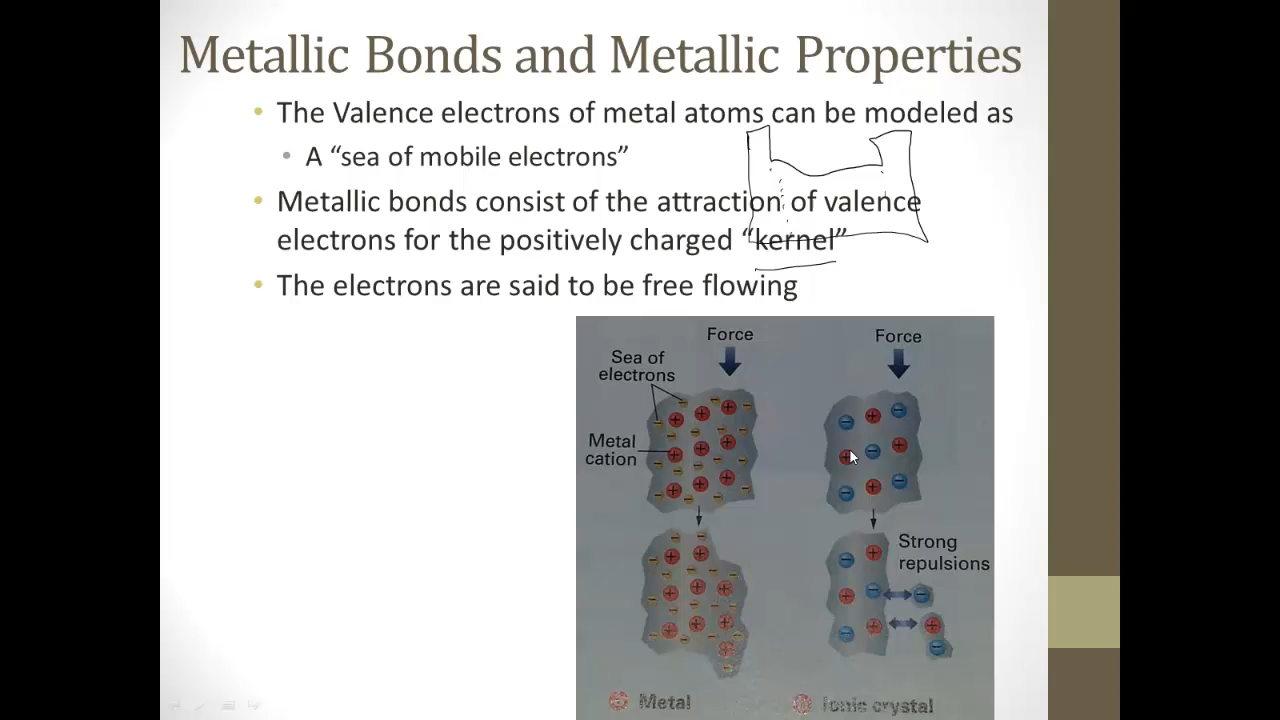 Metallic Bonds and Metallic Properties
• The Valence electrons of metal atoms can be modeled as
• A “sea of mobile electrons”
• Metallic bonds consist of the attraction of valence
electrons for the positively charged “kernel”
• The electrons are said to be free flowing
Force
Force
Sea of
electrons
Metal
cation
Strong
repulsions
Metal
Ionic crystal